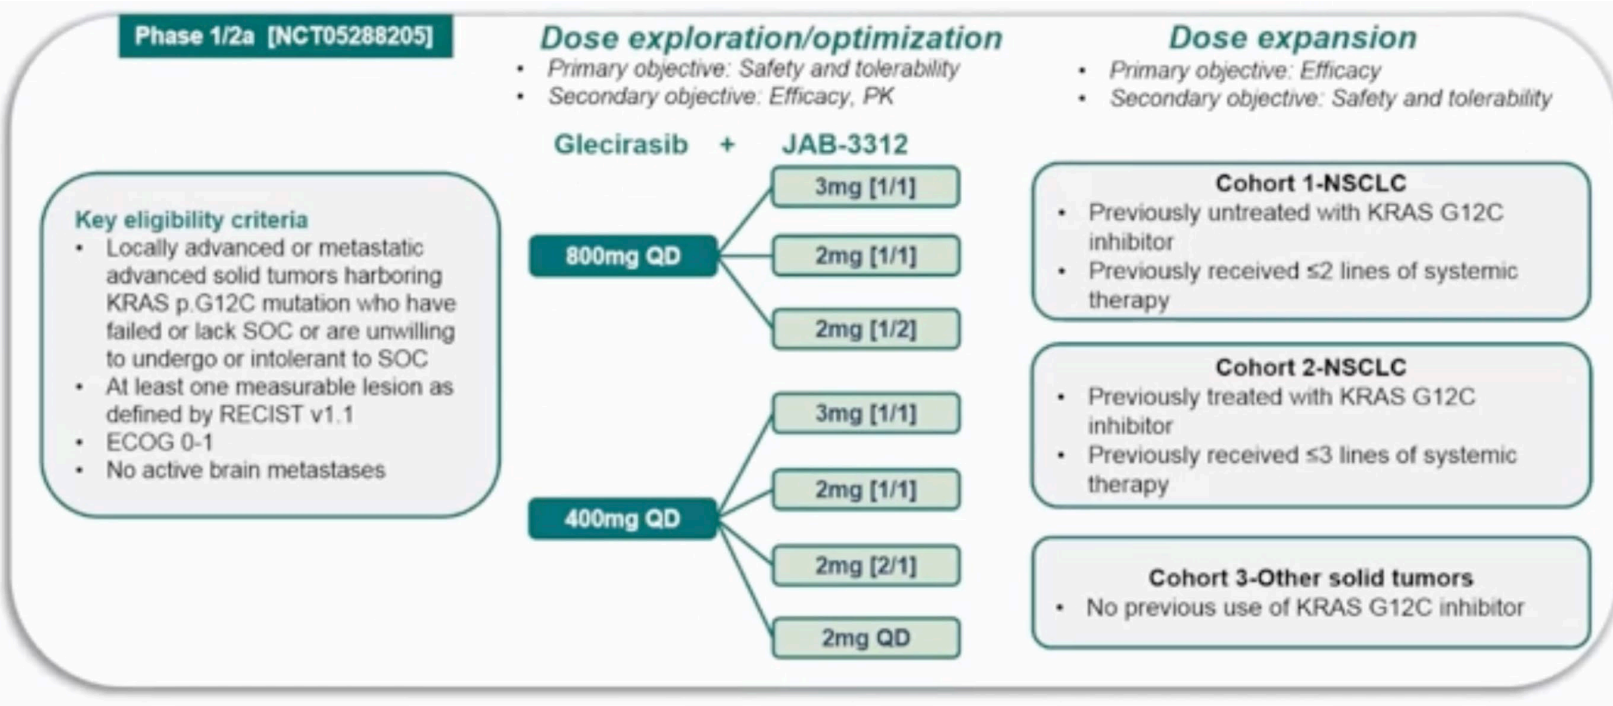 Phase 1/2a [NCT05288205]
Key eligibility criteria
• Locally advanced or metastatic
advanced solid tumors harboring
KRAS p.G12C mutation who have
failed or lack SOC or are unwilling
to undergo or intolerant to SOC
• At least one measurable lesion as
defined by RECIST v1.1
• ECOG 0-1
• No active brain metastases
Dose exploration/optimization
• Primary objective: Safety and tolerability
• Secondary objective: Efficacy, PK
Glecirasib + JAB-3312
800mg QD
3mg [1/1]
2mg [1/1]
2mg [1/2]
400mg QD
3mg [1/1]
2mg [1/1]
2mg [2/1]
2mg QD
Dose expansion
• Primary objective: Efficacy
• Secondary objective: Safety and tolerability
Cohort 1-NSCLC
• Previously untreated with KRAS G12C
inhibitor
• Previously received ≤2 lines of systemic
therapy
Cohort 2-NSCLC
• Previously treated with KRAS G12C
inhibitor
• Previously received ≤3 lines of systemic
therapy
Cohort 3-Other solid tumors
• No previous use of KRAS G12C inhibitor